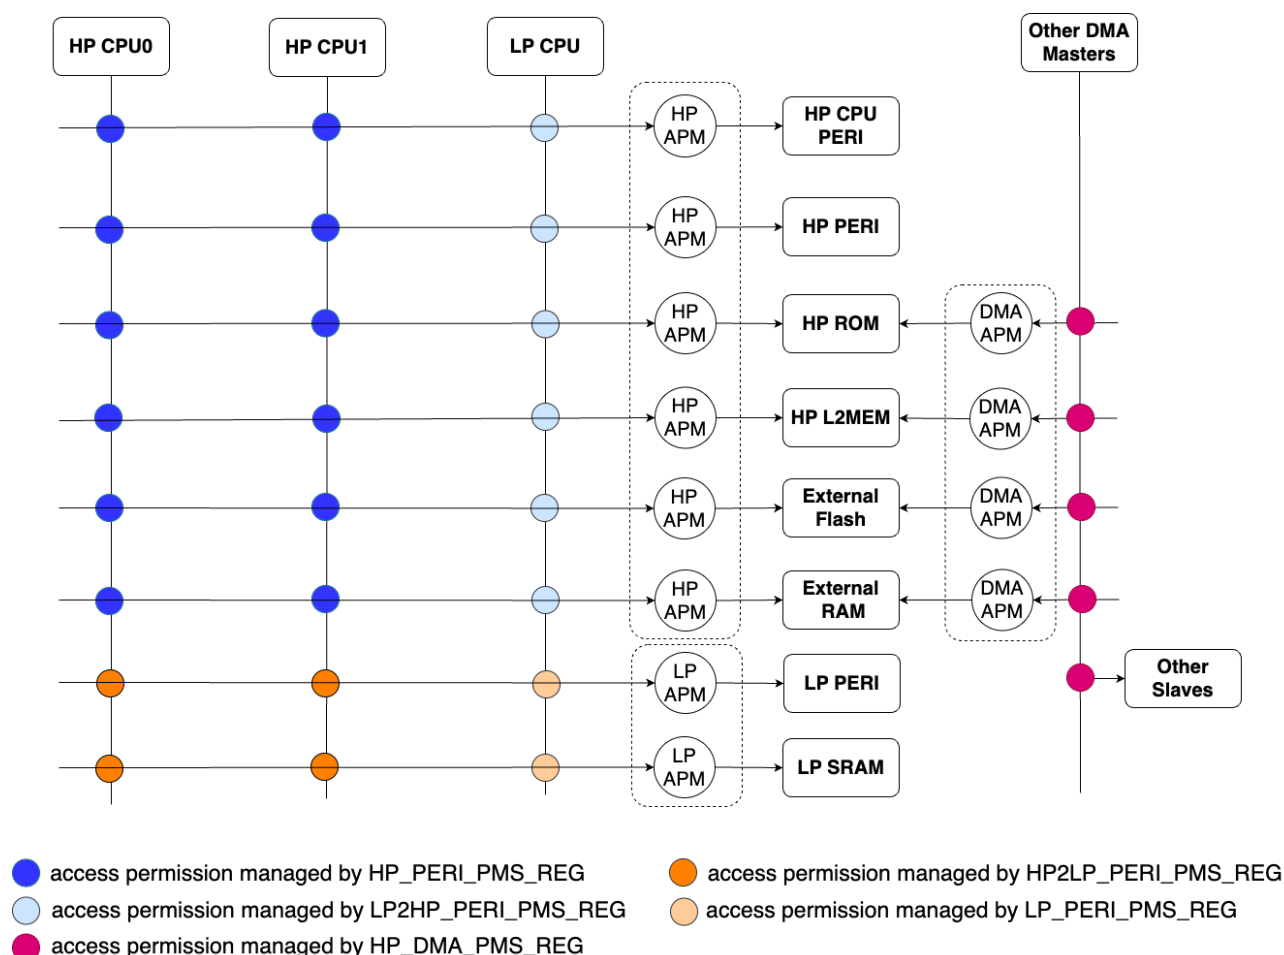 HP CPU0
HP CPU1
LP CPU
Other DMA
Masters
HP
APM
HP CPU
PERI
HP
APM
HP PERI
HP
APM
HP ROM
DMA
APM
HP
APM
HP L2MEM
DMA
APM
HP
APM
External
Flash
DMA
APM
HP
APM
External
RAM
DMA
APM
LP
APM
LP PERI
Other
Slaves
LP
APM
LP SRAM
access permission managed by HP_PERI_PMS_REG
access permission managed by HP2LP_PERI_PMS_REG
access permission managed by LP2HP_PERI_PMS_REG
access permission managed by LP_PERI_PMS_REG
access permission managed by HP_DMA_PMS_REG